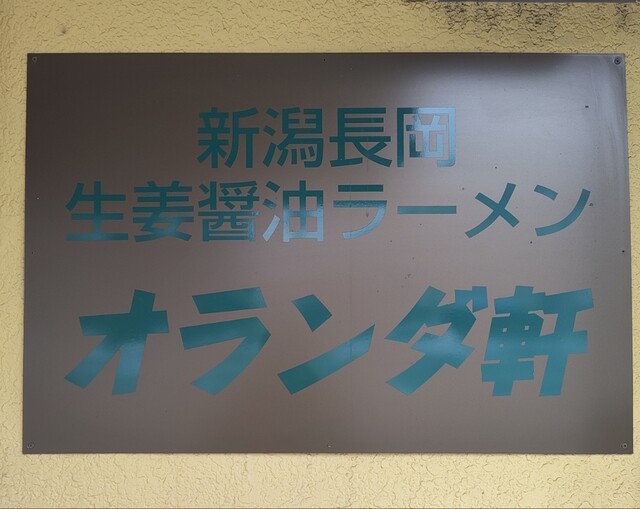 新潟長岡
生姜醤油ラーメン
オランダ軒